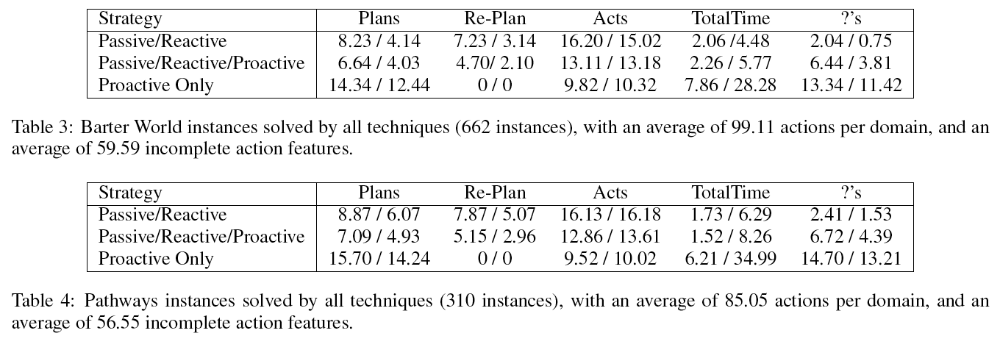 Strategy Plans Re-Plan Acts TotalTime ?'s
Passive/Reactive 8.23 / 4.14 7.23 / 3.14 16.20 / 15.02 2.06 /4.48 2.04 / 0.75
Passive/Reactive/Proactive 6.64 / 4.03 4.70/ 2.10 13.11 / 13.18 2.26 / 5.77 6.44 / 3.81
Proactive Only 14.34 / 12.44 0 / 0 9.82 / 10.32 7.86 / 28.28 13.34 / 11.42
Table 3: Barter World instances solved by all techniques (662 instances), with an average of 99.11 actions per domain, and an
average of 59.59 incomplete action features.
Strategy Plans Re-Plan Acts TotalTime ?'s
Passive/Reactive 8.87 / 6.07 7.87 / 5.07 16.13 / 16.18 1.73 / 6.29 2.41 / 1.53
Passive/Reactive/Proactive 7.09 / 4.93 5.15 / 2.96 12.86 / 13.61 1.52 / 8.26 6.72 / 4.39
Proactive Only 15.70 / 14.24 0 / 0 9.52 / 10.02 6.21 / 34.99 14.70 / 13.21
Table 4: Pathways instances solved by all techniques (310 instances), with an average of 85.05 actions per domain, and an
average of 56.55 incomplete action features.